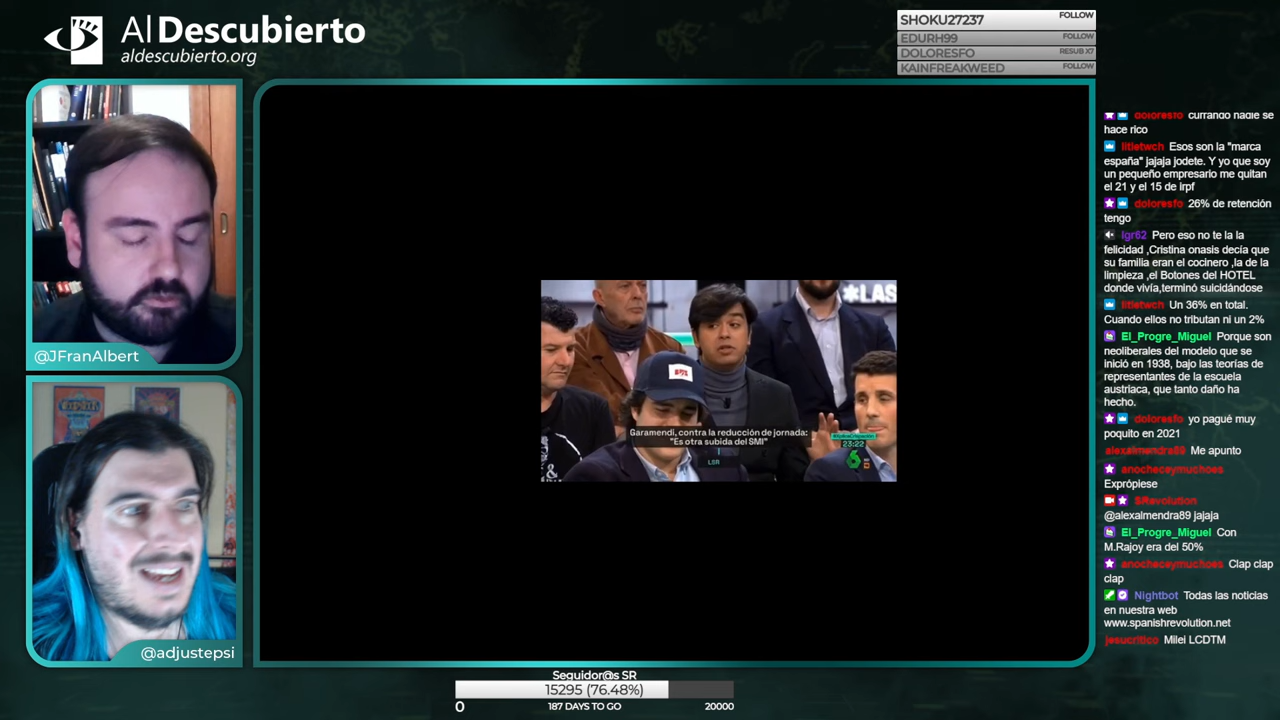 Al Descubierto
aldescubierto.org
SHOKU27237 FOLLOW
EDURH99 FOLLOW
DOLORESFO RESUB X7
KAINFREAKWEED FOLLOW
@JFranAlbert
@adjustepsi
*LAS
Garamendi, contra la reducción de jornada:
"Es otra subida del SMI"
LSR
23:22
6
doloresfo currando nadie se
hace rico
litletwch Esos son la "marca
españa" jajaja jodete. Y yo que soy
un pequeño empresario me quitan
el 21 y el 15 de irpf
doloresfo 26% de retención
tengo
igr62 Pero eso no te la la
felicidad ,Cristina onasis decía que
su familia eran el cocinero ,la de la
limpieza ,el Botones del HOTEL
donde vivía,terminó suicidándose
litletwch Un 36% en total.
Cuando ellos no tributan ni un 2%
El_Progre_Miguel Porque son
neoliberales del modelo que se
inició en 1938, bajo las teorías de
representantes de la escuela
austriaca, que tanto daño ha
hecho.
doloresfo yo pagué muy
poquito en 2021
alexalmendra89 Me apunto
anocheceymuchoes
Exprópiese
SRevolution
@alexalmendra89 jajaja
El_Progre_Miguel Con
M.Rajoy era del 50%
anocheceymuchoes Clap clap
clap
Nightbot Todas las noticias
en nuestra web
www.spanishrevolution.net
jesucritico Milei LCDTM
Seguidor@s SR
15295 (76.48%)
0 187 DAYS TO GO 20000